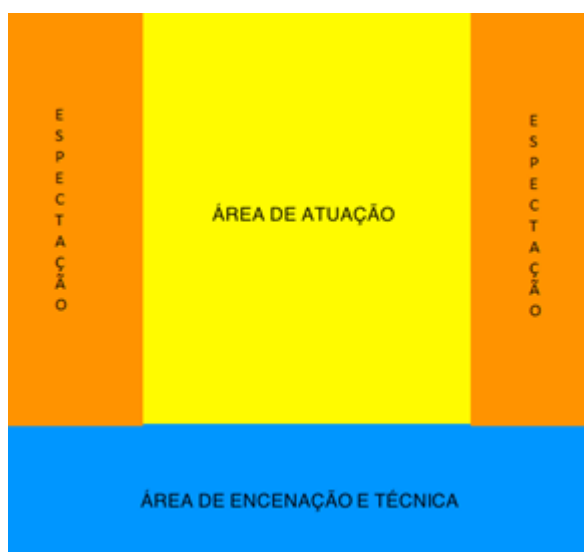 ESPECTAÇÃO
ÁREA DE ATUAÇÃO
ESPECTAÇÃO
ÁREA DE ENCENAÇÃO E TÉCNICA